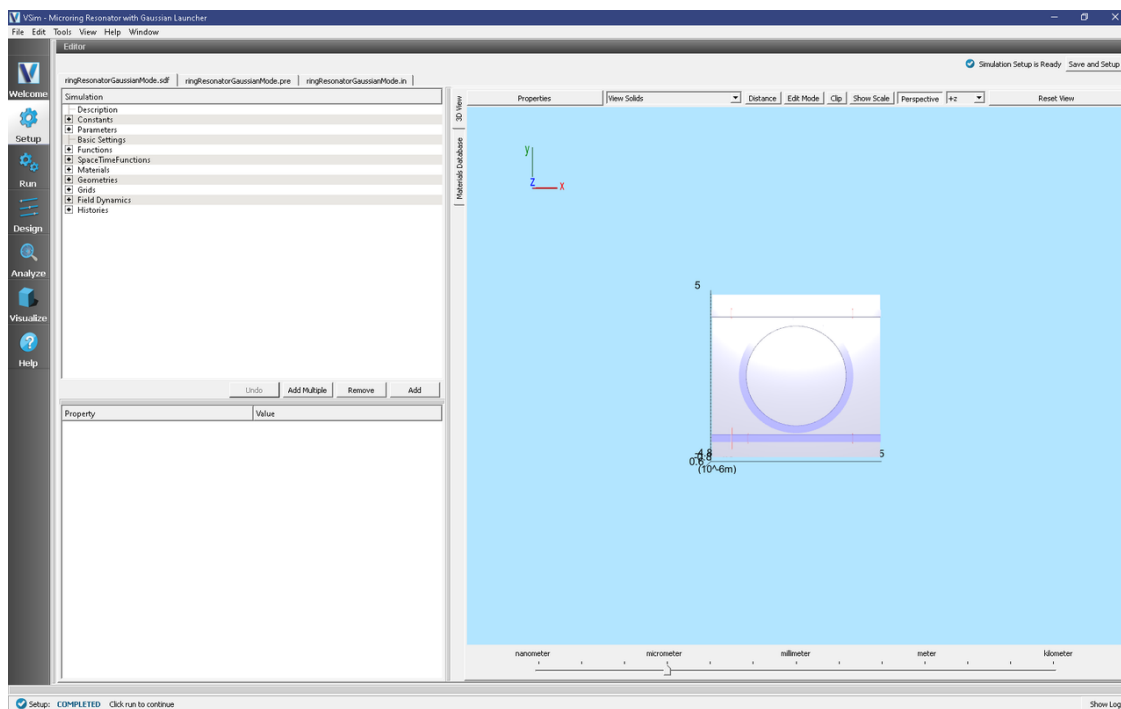 VSim - Microring Resonator with Gaussian Launcher
File Edit Tools View Help Window
Editor
Simulation Setup is Ready Save and Setup
ringResonatorGaussianMode.sdf ringResonatorGaussianMode.pre ringResonatorGaussianMode.in
Welcome
Setup
Run
Design
Analyze
Visualize
Help
Simulation
Description
Constants
Parameters
Basic Settings
Functions
SpaceTimeFunctions
Materials
Geometries
Grids
Field Dynamics
Histories
Undo Add Multiple Remove Add
Property Value
3D View
Materials Database
Properties View Solids Distance Edit Mode Clip Show Scale Perspective +z Reset View
y
z x
5
5
(10^-6m)
nanometer micrometer millimeter meter kilometer
Setup: COMPLETED Click run to continue
Show Log